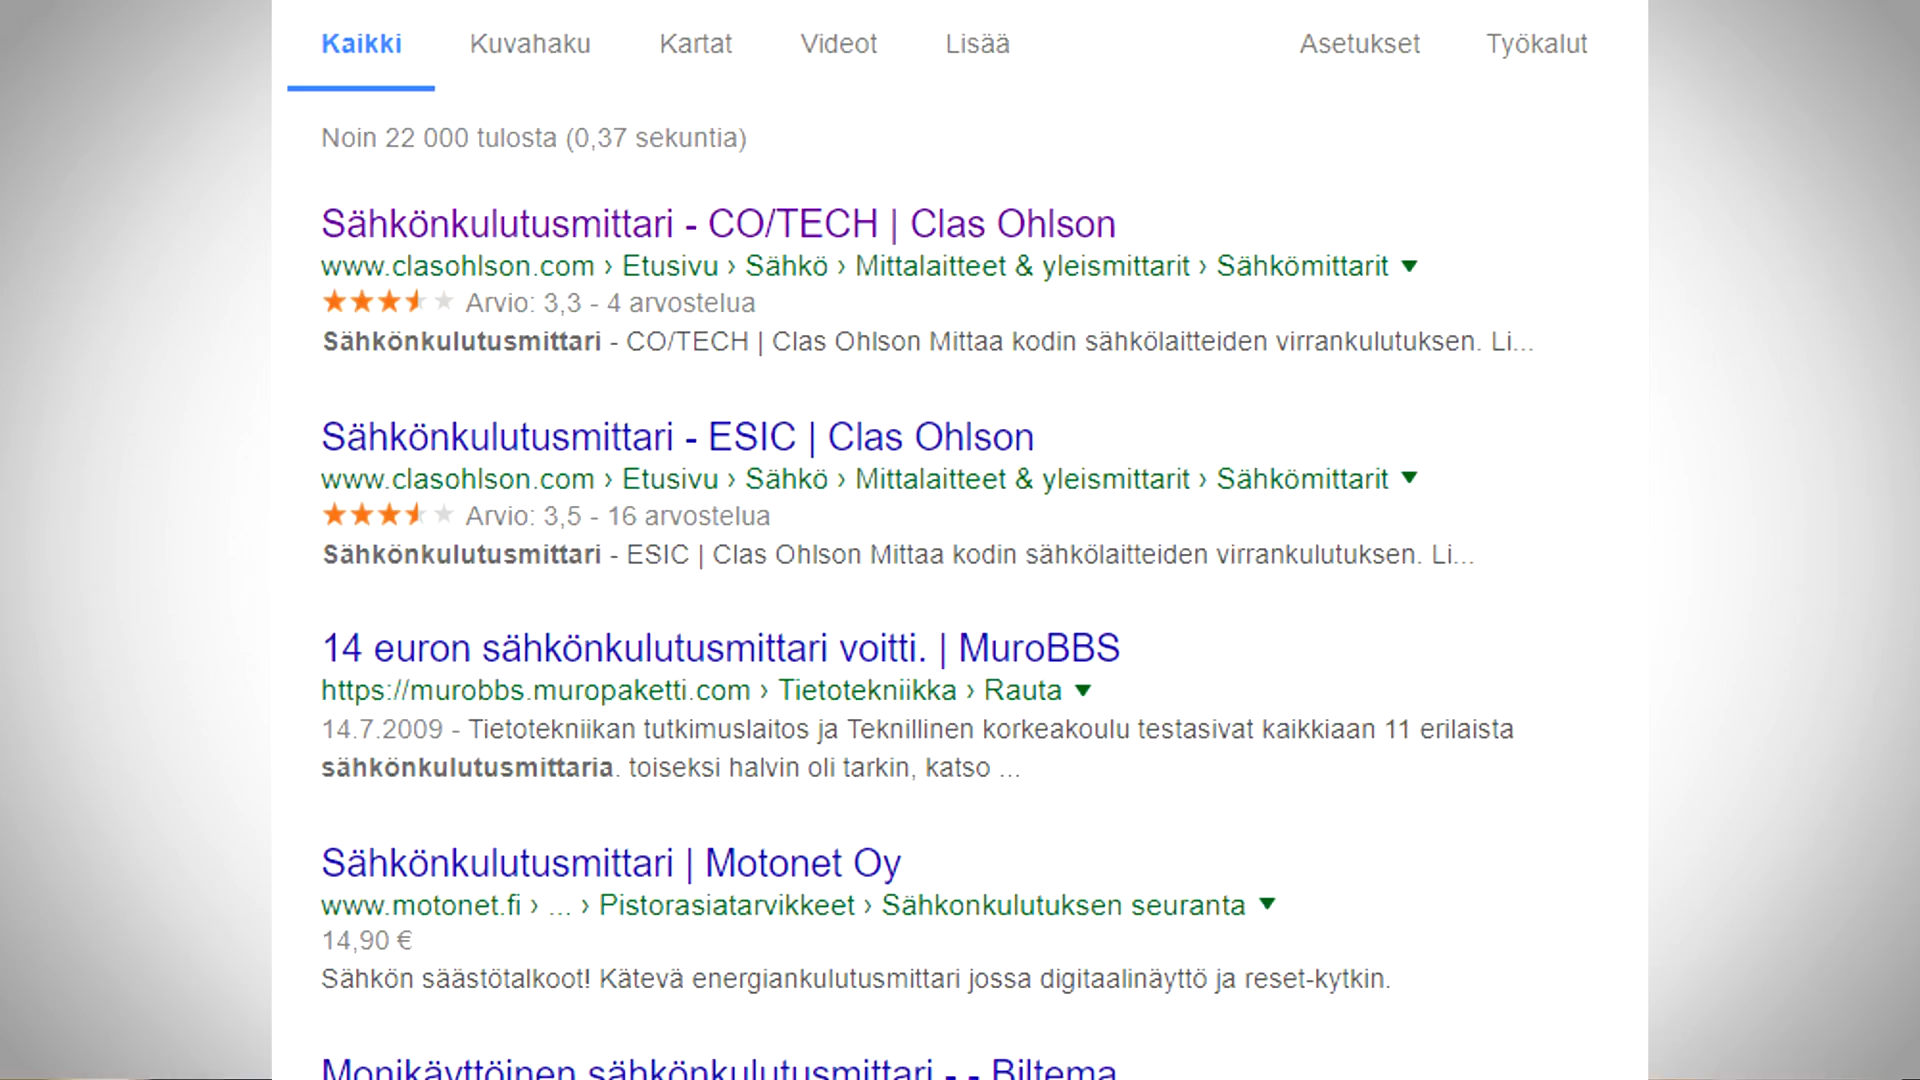 Kaikki Kuvahaku Kartat Videot Lisää Asetukset Työkalut
Noin 22 000 tulosta (0,37 sekuntia)
Sähkönkulutusmittari - CO/TECH | Clas Ohlson
www.clasohlson.com › Etusivu › Sähkö › Mittalaitteet & yleismittarit › Sähkömittarit
Arvio: 3,3 - 4 arvostelua
Sähkönkulutusmittari - CO/TECH | Clas Ohlson Mittaa kodin sähkölaitteiden virrankulutuksen. Li...
Sähkönkulutusmittari - ESIC | Clas Ohlson
www.clasohlson.com › Etusivu › Sähkö › Mittalaitteet & yleismittarit › Sähkömittarit
Arvio: 3,5 - 16 arvostelua
Sähkönkulutusmittari - ESIC | Clas Ohlson Mittaa kodin sähkölaitteiden virrankulutuksen. Li...
14 euron sähkönkulutusmittari voitti. | MuroBBS
https://murobbs.muropaketti.com › Tietotekniikka › Rauta
14.7.2009 - Tietotekniikan tutkimuslaitos ja Teknillinen korkeakoulu testasivat kaikkiaan 11 erilaista
sähkönkulutusmittaria. toiseksi halvin oli tarkin, katso ...
Sähkönkulutusmittari | Motonet Oy
www.motonet.fi › ... › Pistorasiatarvikkeet › Sähkonkulutuksen seuranta
14,90 €
Sähkön säästötalkoot! Kätevä energiankulutusmittari jossa digitaalinäyttö ja reset-kytkin.
Monikäyttöinen sähkönkulutusmittari - - Biltema